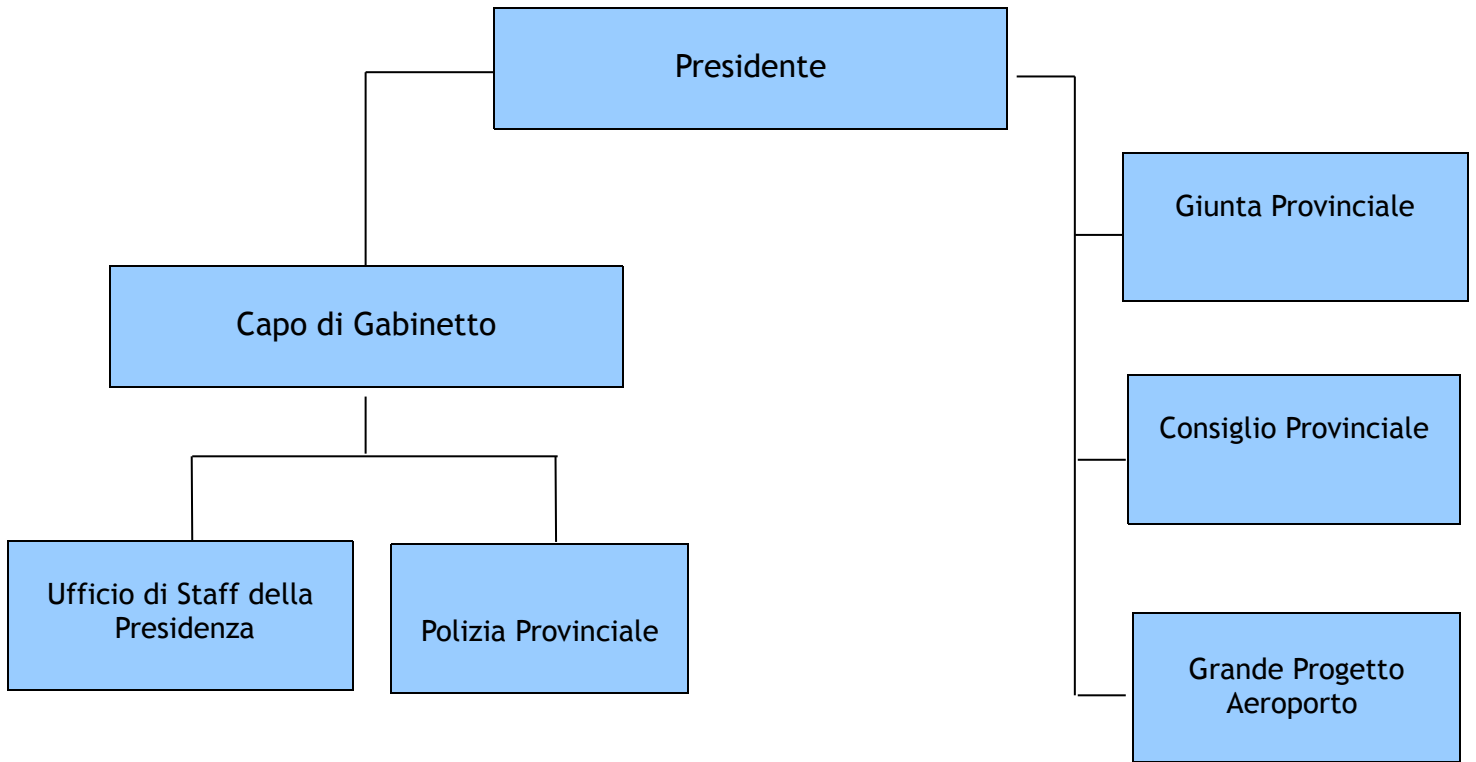 Presidente
Giunta Provinciale
Capo di Gabinetto
Consiglio Provinciale
Ufficio di Staff della
Presidenza
Polizia Provinciale
Grande Progetto
Aeroporto